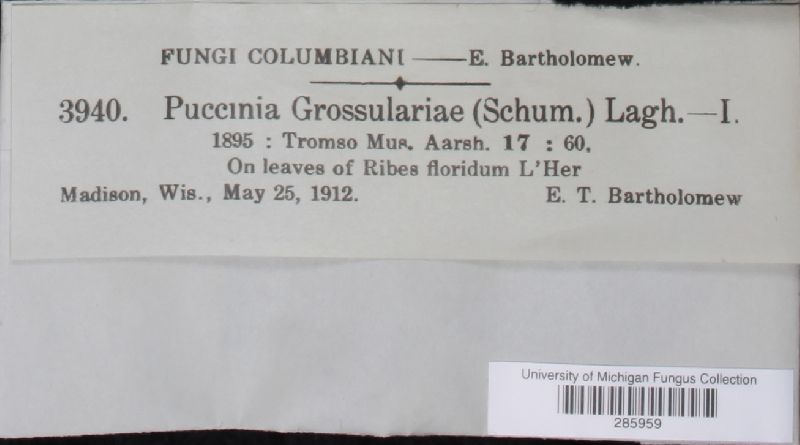 FUNGI COLUMBIANI — E. Bartholomew.
3940. Puccinia Grossulariae (Schum.) Lagh.—I.
1895 : Tromso Mus. Aarsh. 17 : 60.
On leaves of Ribes floridum L'Her
Madison, Wis., May 25, 1912. E. T. Bartholomew
University of Michigan Fungus Collection
285959